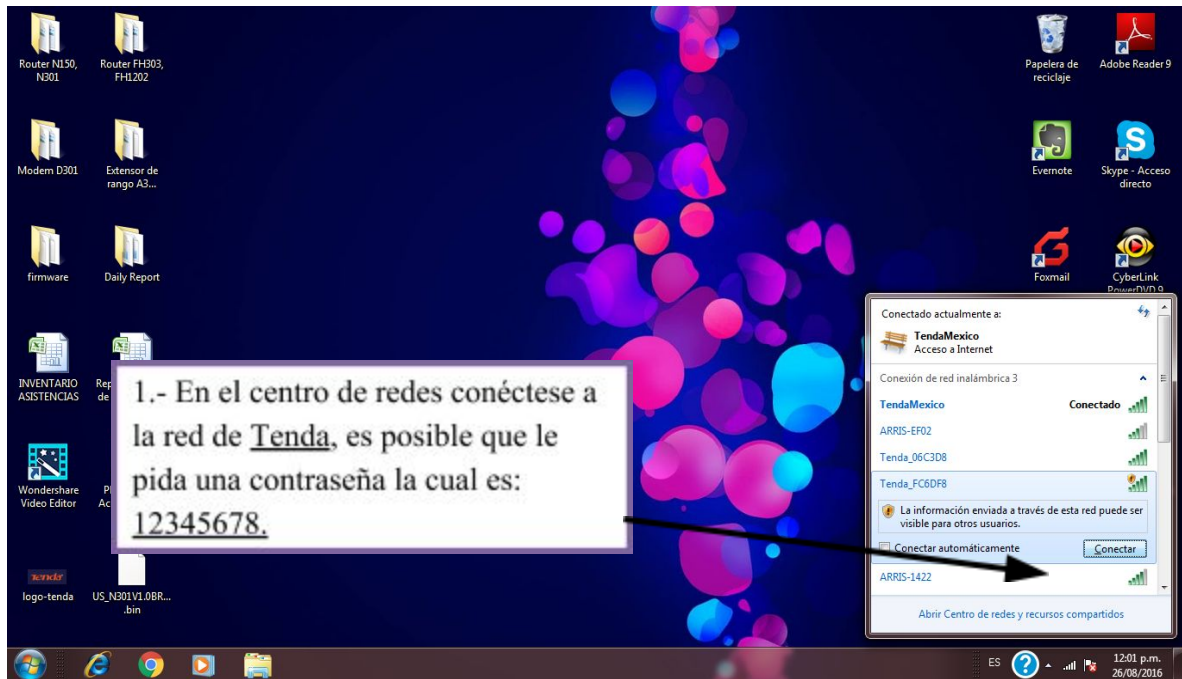 Router N150,
N301
Router FH303,
FH1202
Papelera de
reciclaje
Adobe Reader 9
Modem D301
Extensor de
rango A3...
Evernote
Skype - Acceso
directo
firmware
Daily Report
Foxmail
CyberLink
PowerDVD 9
INVENTARIO
ASISTENCIAS
Rep
de
Wondershare
Video Editor
Pl
Ac
Tenda
logo-tenda
US_N301V1.0BR...
.bin
1.- En el centro de redes conéctese a
la red de Tenda, es posible que le
pida una contraseña la cual es:
12345678.
Conectado actualmente a:
TendaMexico
Acceso a Internet
Conexión de red inalámbrica 3
TendaMexico Conectado
ARRIS-EF02
Tenda_06C3D8
Tenda_FC6DF8
La información enviada a través de esta red puede ser
visible para otros usuarios.
Conectar automáticamente Conectar
ARRIS-1422
Abrir Centro de redes y recursos compartidos
ES
12:01 p.m.
26/08/2016